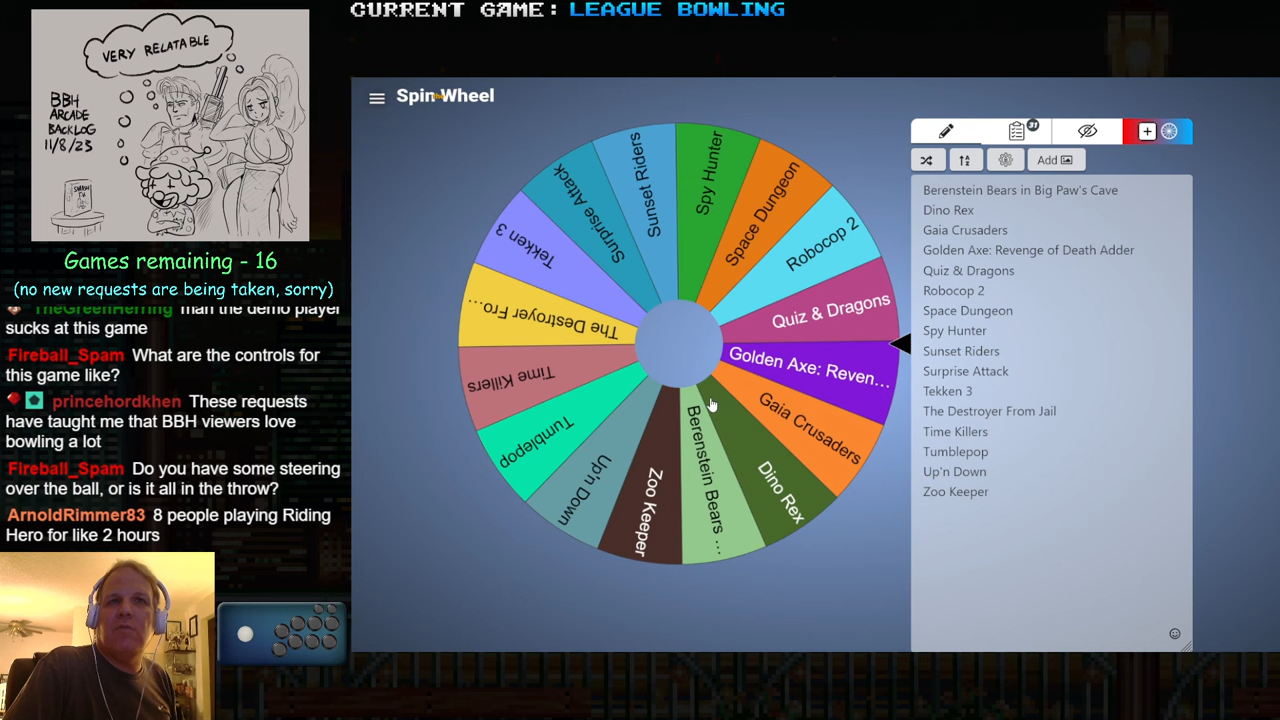 CURRENT GAME: LEAGUE BOWLING
VERY RELATABLE
BBH
ARCADE
BACKLOG
11/8/23
SMASH
TV
Games remaining - 16
(no new requests are being taken, sorry)
TheGreenHerring man the demo player
sucks at this game
Fireball_Spam What are the controls for
this game like?
princehordkhen These requests
have taught me that BBH viewers love
bowling a lot
Fireball_Spam Do you have some steering
over the ball, or is it all in the throw?
ArnoldRimmer83 8 people playing Riding
Hero for like 2 hours
Spin the Wheel
Spy Hunter
Space Dungeon
Robocop 2
Quiz & Dragons
Golden Axe: Reven...
Gaia Crusaders
Dino Rex
Berenstein Bears ...
Zoo Keeper
Up'n Down
Tumblepop
Time Killers
The Destroyer Fro...
Tekken 3
Surprise Attack
Sunset Riders
31
Add
Berenstein Bears in Big Paw's Cave
Dino Rex
Gaia Crusaders
Golden Axe: Revenge of Death Adder
Quiz & Dragons
Robocop 2
Space Dungeon
Spy Hunter
Sunset Riders
Surprise Attack
Tekken 3
The Destroyer From Jail
Time Killers
Tumblepop
Up'n Down
Zoo Keeper